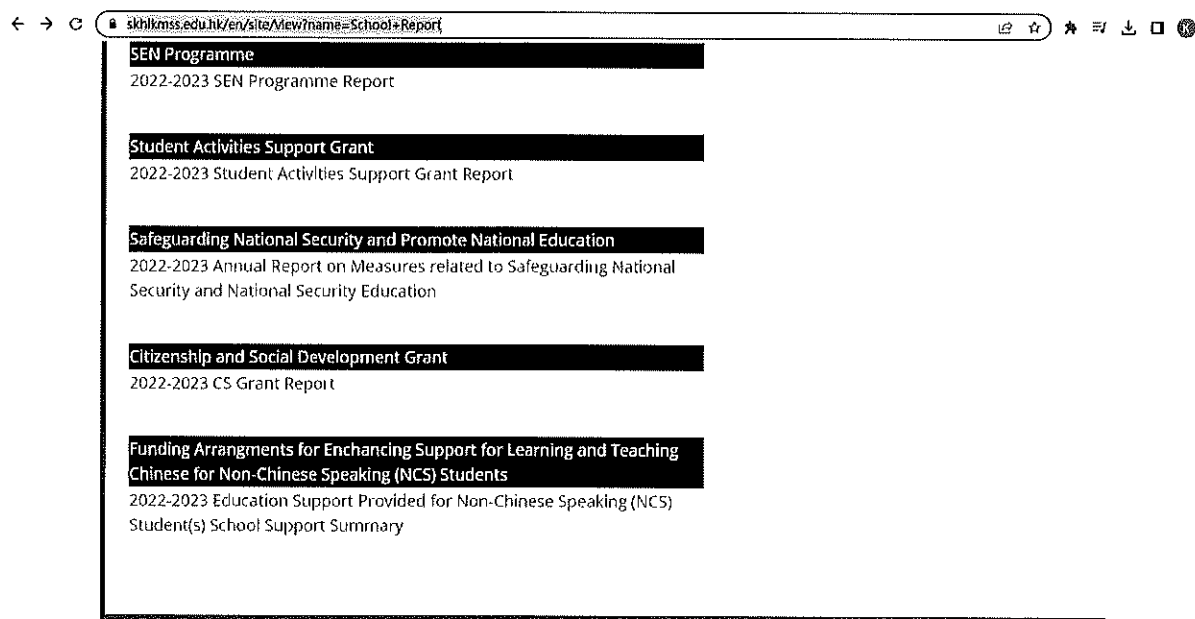 skhlkmss.edu.hk/en/site/view?name=School+Report
SEN Programme
2022-2023 SEN Programme Report
Student Activities Support Grant
2022-2023 Student Activities Support Grant Report
Safeguarding National Security and Promote National Education
2022-2023 Annual Report on Measures related to Safeguarding National
Security and National Security Education
Citizenship and Social Development Grant
2022-2023 CS Grant Report
Funding Arrangments for Enchancing Support for Learning and Teaching
Chinese for Non-Chinese Speaking (NCS) Students
2022-2023 Education Support Provided for Non-Chinese Speaking (NCS)
Student(s) School Support Summary